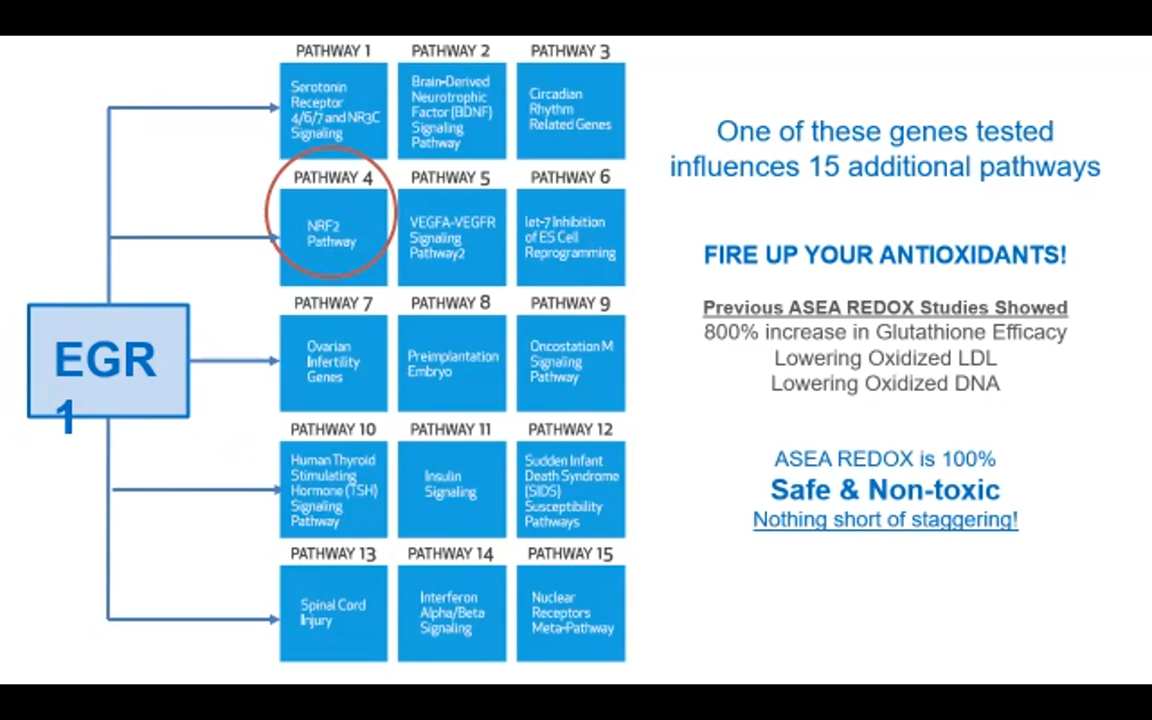 PATHWAY 1
Serotonin
Receptor
4/6/7 and NR3C
Signaling
PATHWAY 2
Brain-Derived
Neurotrophic
Factor (BDNF)
Signaling
Pathway
PATHWAY 3
Circadian
Rhythm
Related Genes
PATHWAY 4
NRF2
Pathway
PATHWAY 5
VEGFA-VEGFR
Signaling
Pathway2
PATHWAY 6
let-7 Inhibition
of ES Cell
Reprogramming
PATHWAY 7
Ovarian
Infertility
Genes
PATHWAY 8
Preimplantation
Embryo
PATHWAY 9
Oncostation M
Signaling
Pathway
PATHWAY 10
Human Thyroid
Stimulating
Hormone (TSH)
Signaling
Pathway
PATHWAY 11
Insulin
Signaling
PATHWAY 12
Sudden Infant
Death Syndrome
(SIDS)
Susceptibility
Pathways
PATHWAY 13
Spinal Cord
Injury
PATHWAY 14
Interferon
Alpha/Beta
Signaling
PATHWAY 15
Nuclear
Receptors
Meta-Pathway
EGR
1
One of these genes tested
influences 15 additional pathways
FIRE UP YOUR ANTIOXIDANTS!
Previous ASEA REDOX Studies Showed
800% increase in Glutathione Efficacy
Lowering Oxidized LDL
Lowering Oxidized DNA
ASEA REDOX is 100%
Safe & Non-toxic
Nothing short of staggering!